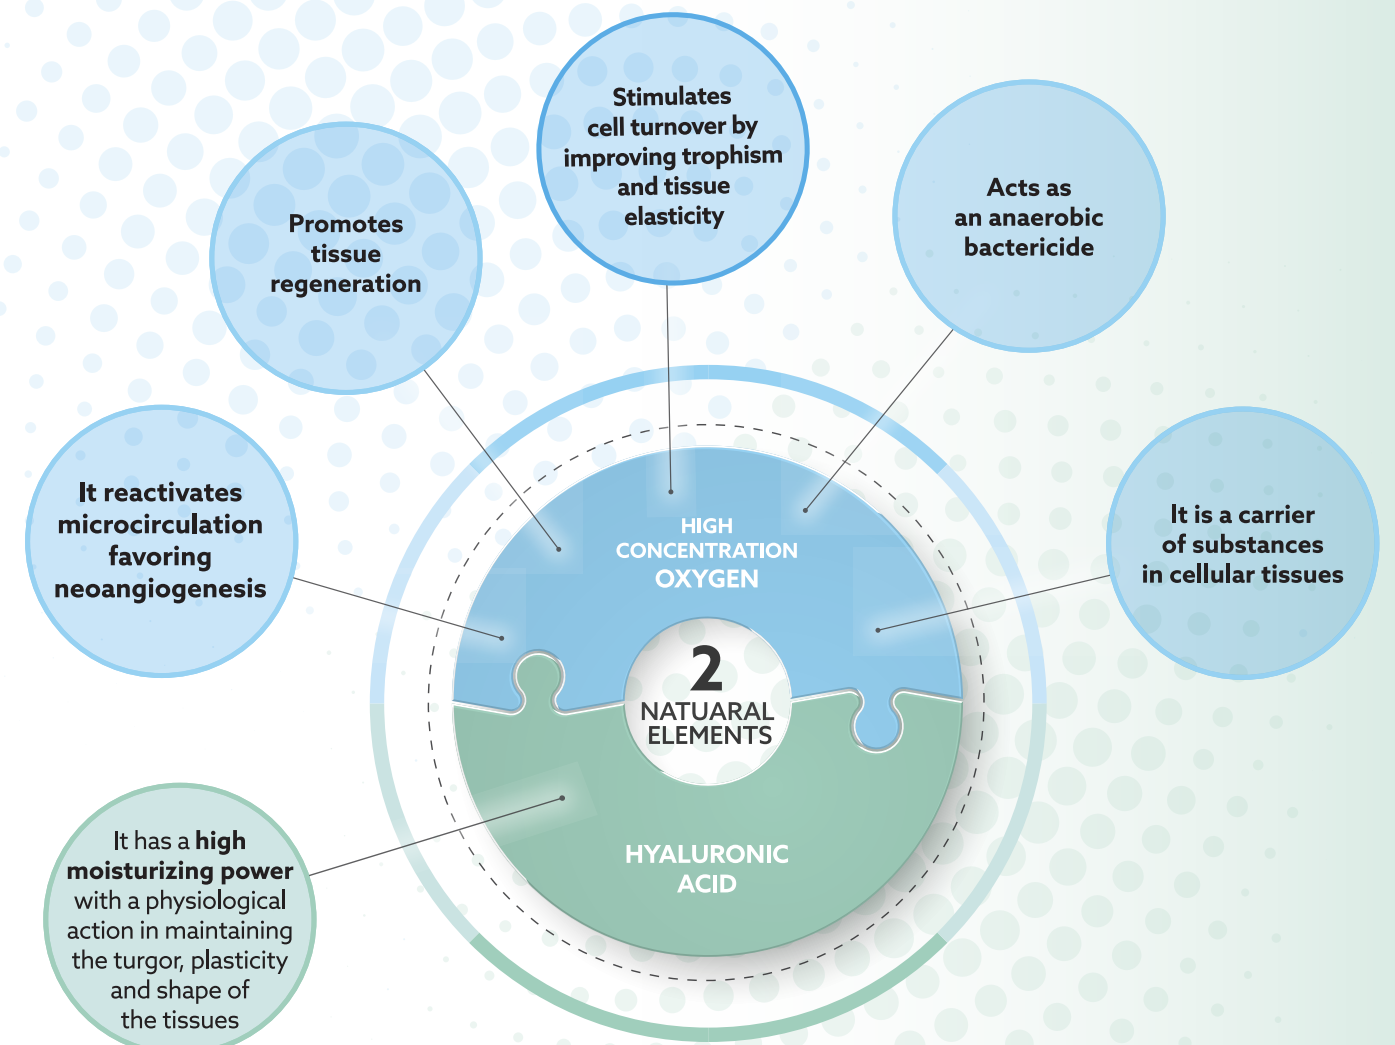 Stimulates
cell turnover by
improving trophism
and tissue
elasticity
Promotes
tissue
regeneration
Acts as
an anaerobic
bactericide
It reactivates
microcirculation
favoring
neoangiogenesis
It is a carrier
of substances
in cellular tissues
HIGH
CONCENTRATION
OXYGEN
2
NATUARAL
ELEMENTS
HYALURONIC
ACID
It has a high
moisturizing power
with a physiological
action in maintaining
the turgor, plasticity
and shape of
the tissues